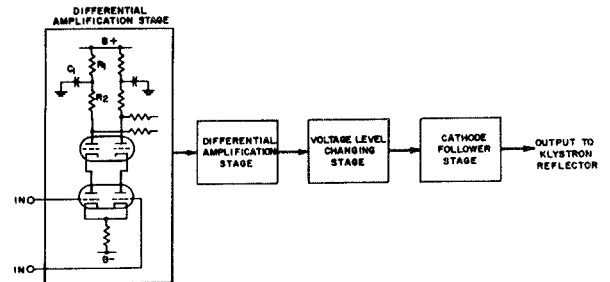 DIFFERENTIAL
AMPLIFICATION STAGE
B+
R1
C1
R2
IN
B-
IN
DIFFERENTIAL
AMPLIFICATION
STAGE
VOLTAGE LEVEL
CHANGING
STAGE
CATHODE
FOLLOWER
STAGE
OUTPUT TO
KLYSTRON
REFLECTOR